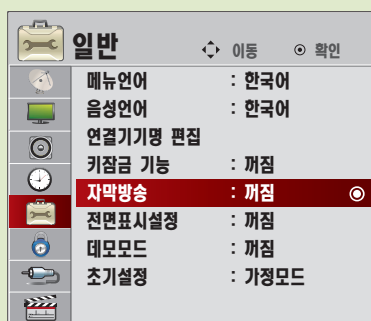 일반 이동 확인
메뉴언어 : 한국어
음성언어 : 한국어
연결기기명 편집
키잠금 기능 : 꺼짐
자막방송 : 꺼짐
전면표시설정 : 꺼짐
데모모드 : 꺼짐
초기설정 : 가정모드